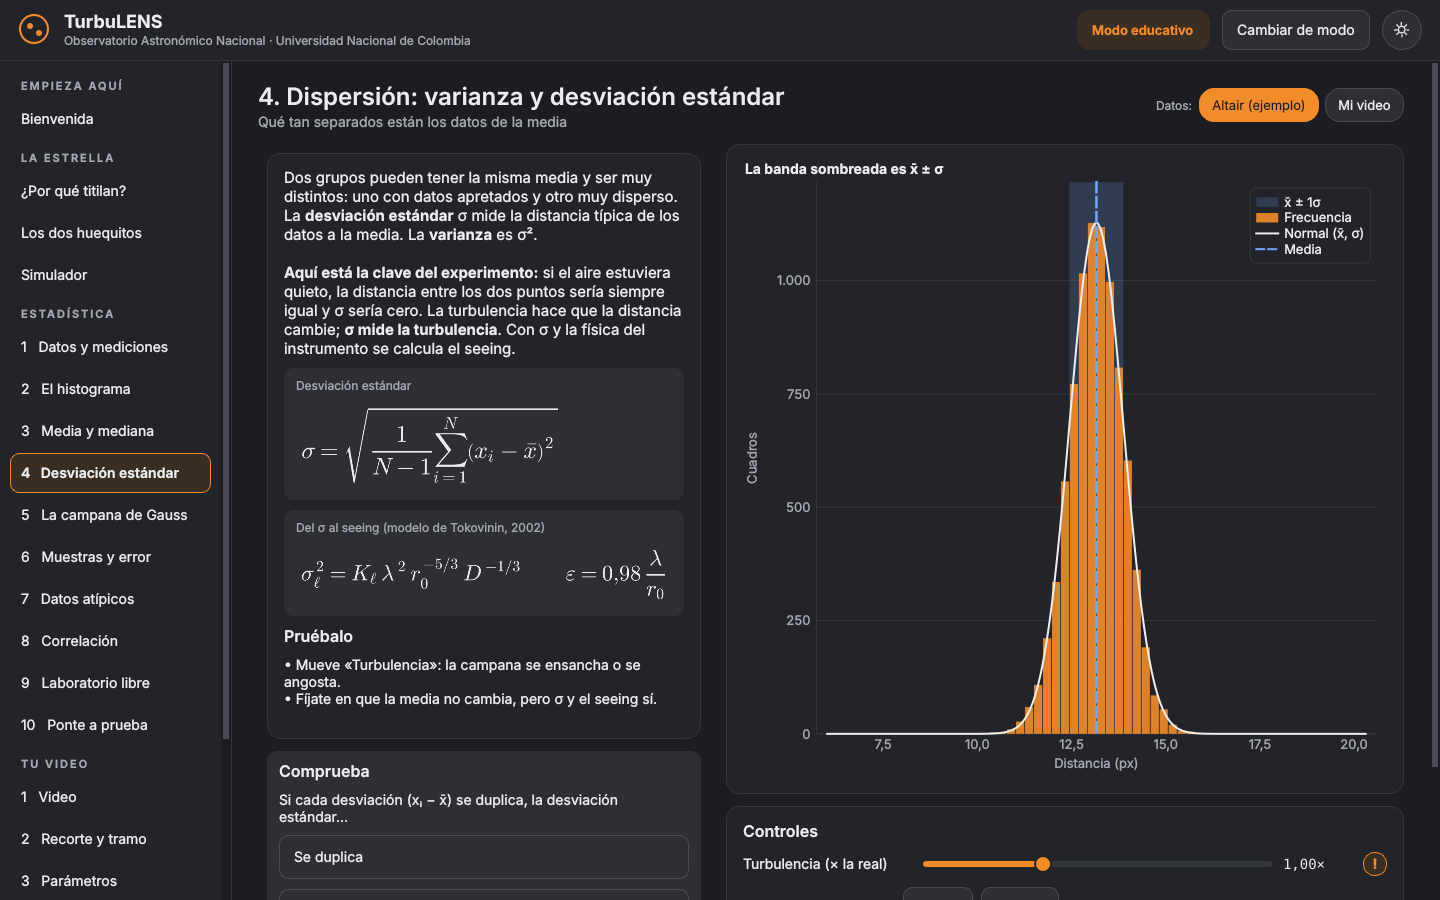 TurbuLENS
Observatorio Astronómico Nacional · Universidad Nacional de Colombia
Modo educativo
Cambiar de modo
EMPIEZA AQUÍ
Bienvenida
LA ESTRELLA
¿Por qué titilan?
Los dos huequitos
Simulador
ESTADÍSTICA
1 Datos y mediciones
2 El histograma
3 Media y mediana
4 Desviación estándar
5 La campana de Gauss
6 Muestras y error
7 Datos atípicos
8 Correlación
9 Laboratorio libre
10 Ponte a prueba
TU VIDEO
1 Video
2 Recorte y tramo
3 Parámetros
4. Dispersión: varianza y desviación estándar
Qué tan separados están los datos de la media
Datos:
Altair (ejemplo)
Mi video
Dos grupos pueden tener la misma media y ser muy
distintos: uno con datos apretados y otro muy disperso.
La desviación estándar σ mide la distancia típica de los
datos a la media. La varianza es σ².
Aquí está la clave del experimento: si el aire estuviera
quieto, la distancia entre los dos puntos sería siempre
igual y σ sería cero. La turbulencia hace que la distancia
cambie; σ mide la turbulencia. Con σ y la física del
instrumento se calcula el seeing.
Desviación estándar
σ = √(1/(N − 1) ∑_{i=1}^{N} (x_i − x̄)²)
Del σ al seeing (modelo de Tokovinin, 2002)
σ_ℓ² = K_ℓ λ² r_0^{−5/3} D^{−1/3} ε = 0,98 λ/r_0
Pruébalo
• Mueve «Turbulencia»: la campana se ensancha o se
angosta.
• Fíjate en que la media no cambia, pero σ y el seeing sí.
Comprueba
Si cada desviación (xᵢ − x̄) se duplica, la desviación
estándar...
Se duplica
La banda sombreada es x̄ ± σ
x̄ ± 1σ
Frecuencia
Normal (x̄, σ)
Media
1.000
750
500
250
0
Cuadros
7,5 10,0 12,5 15,0 17,5 20,0
Distancia (px)
Controles
Turbulencia (× la real)
1,00×
!